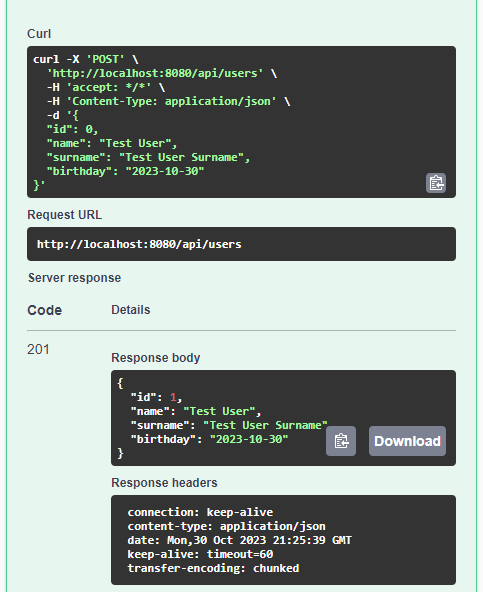 Curl
curl -X 'POST' \
  'http://localhost:8080/api/users' \
  -H 'accept: */*' \
  -H 'Content-Type: application/json' \
  -d '{
  "id": 0,
  "name": "Test User",
  "surname": "Test User Surname",
  "birthday": "2023-10-30"
}'
Request URL
http://localhost:8080/api/users
Server response
Code Details
201
Response body
{
  "id": 1,
  "name": "Test User",
  "surname": "Test User Surname"
  "birthday": "2023-10-30"
}
Download
Response headers
connection: keep-alive
content-type: application/json
date: Mon,30 Oct 2023 21:25:39 GMT
keep-alive: timeout=60
transfer-encoding: chunked